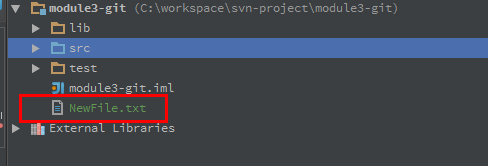 module3-git (C:\workspace\svn-project\module3-git)
lib
src
test
module3-git.iml
NewFile.txt
External Libraries